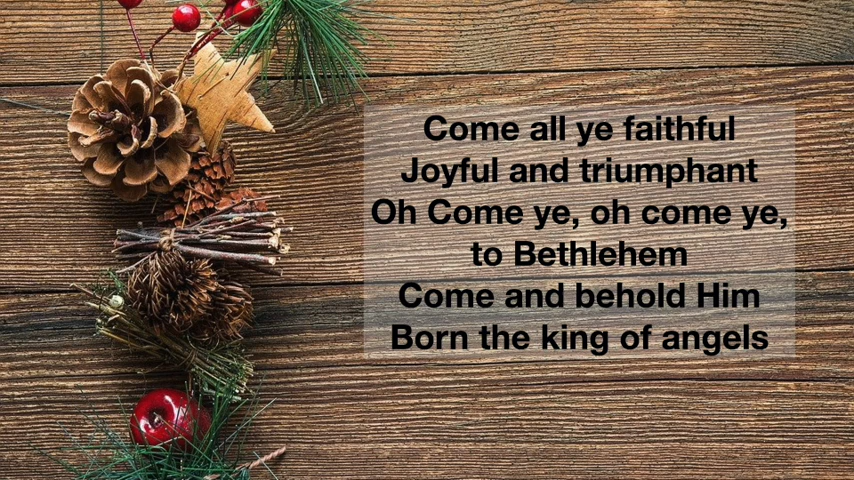 Come all ye faithful
Joyful and triumphant
Oh Come ye, oh come ye,
to Bethlehem
Come and behold Him
Born the king of angels